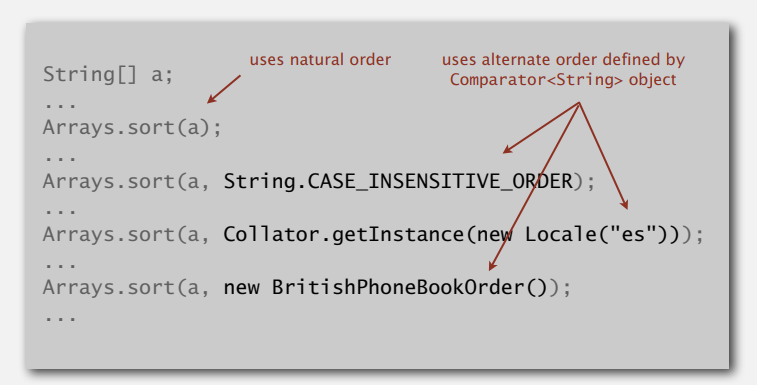 uses natural order
uses alternate order defined by
Comparator<String> object
String[] a;
...
Arrays.sort(a);
...
Arrays.sort(a, String.CASE_INSENSITIVE_ORDER);
...
Arrays.sort(a, Collator.getInstance(new Locale("es")));
...
Arrays.sort(a, new BritishPhoneBookOrder());
...